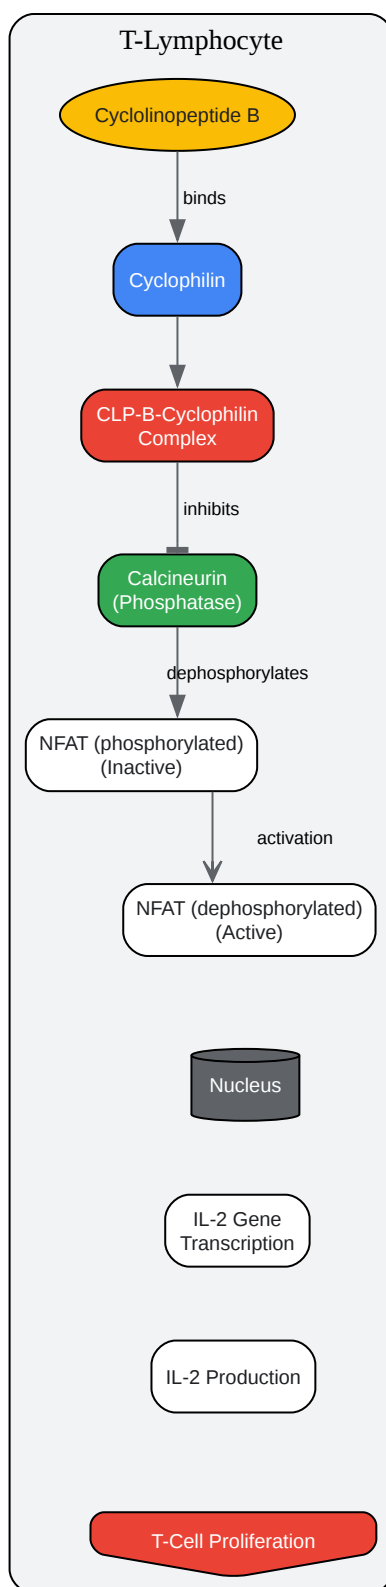 T-Lymphocyte
Cyclolinopeptide B
binds
Cyclophilin
CLP-B-Cyclophilin
Complex
inhibits
Calcineurin
(Phosphatase)
dephosphorylates
NFAT (phosphorylated)
(Inactive)
activation
NFAT (dephosphorylated)
(Active)
Nucleus
IL-2 Gene
Transcription
IL-2 Production
T-Cell Proliferation